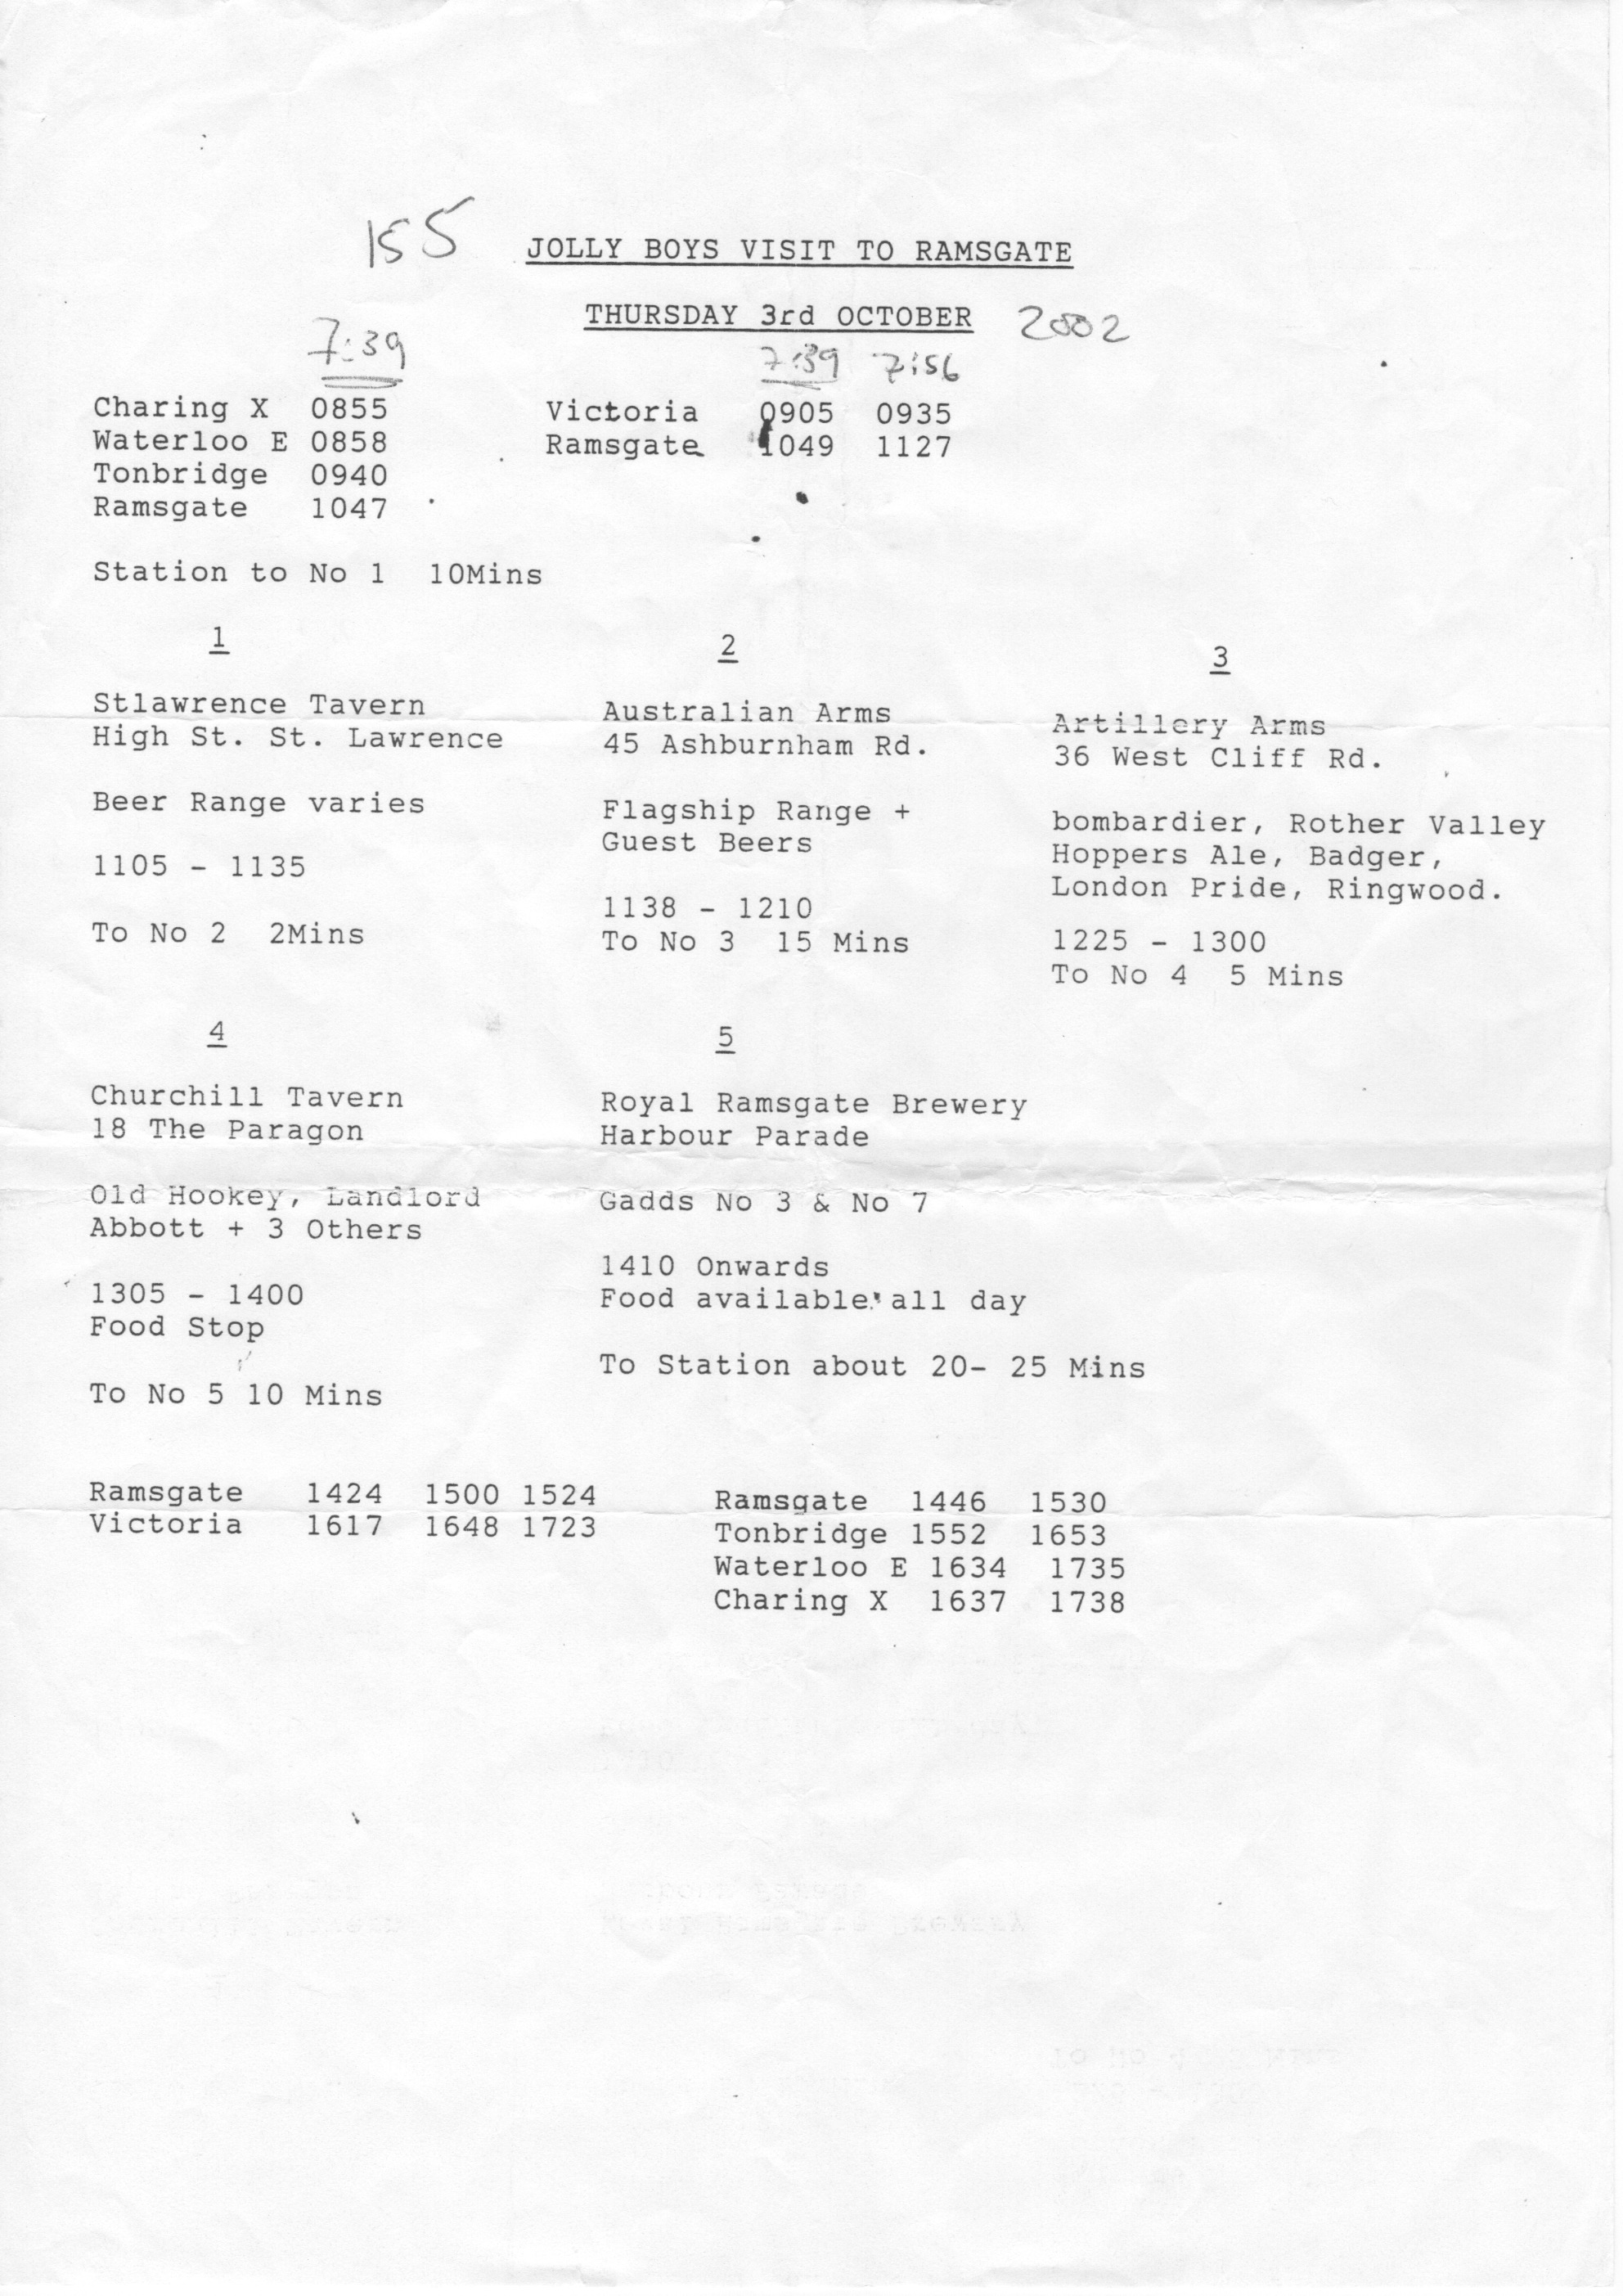 155
JOLLY BOYS VISIT TO RAMSGATE
THURSDAY 3rd OCTOBER 2002
7:39
Charing X 0855
Waterloo E 0858
Tonbridge 0940
Ramsgate 1047
7:39 7:56
Victoria 0905 0935
Ramsgate 1049 1127
Station to No 1 10Mins
1
Stlawrence Tavern
High St. St. Lawrence
Beer Range varies
1105 - 1135
To No 2 2Mins
2
Australian Arms
45 Ashburnham Rd.
Flagship Range +
Guest Beers
1138 - 1210
To No 3 15 Mins
3
Artillery Arms
36 West Cliff Rd.
bombardier, Rother Valley
Hoppers Ale, Badger,
London Pride, Ringwood.
1225 - 1300
To No 4 5 Mins
4
Churchill Tavern
18 The Paragon
Old Hookey, Landlord
Abbott + 3 Others
1305 - 1400
Food Stop
To No 5 10 Mins
5
Royal Ramsgate Brewery
Harbour Parade
Gadds No 3 & No 7
1410 Onwards
Food available all day
To Station about 20- 25 Mins
Ramsgate 1424 1500 1524
Victoria 1617 1648 1723
Ramsgate 1446 1530
Tonbridge 1552 1653
Waterloo E 1634 1735
Charing X 1637 1738